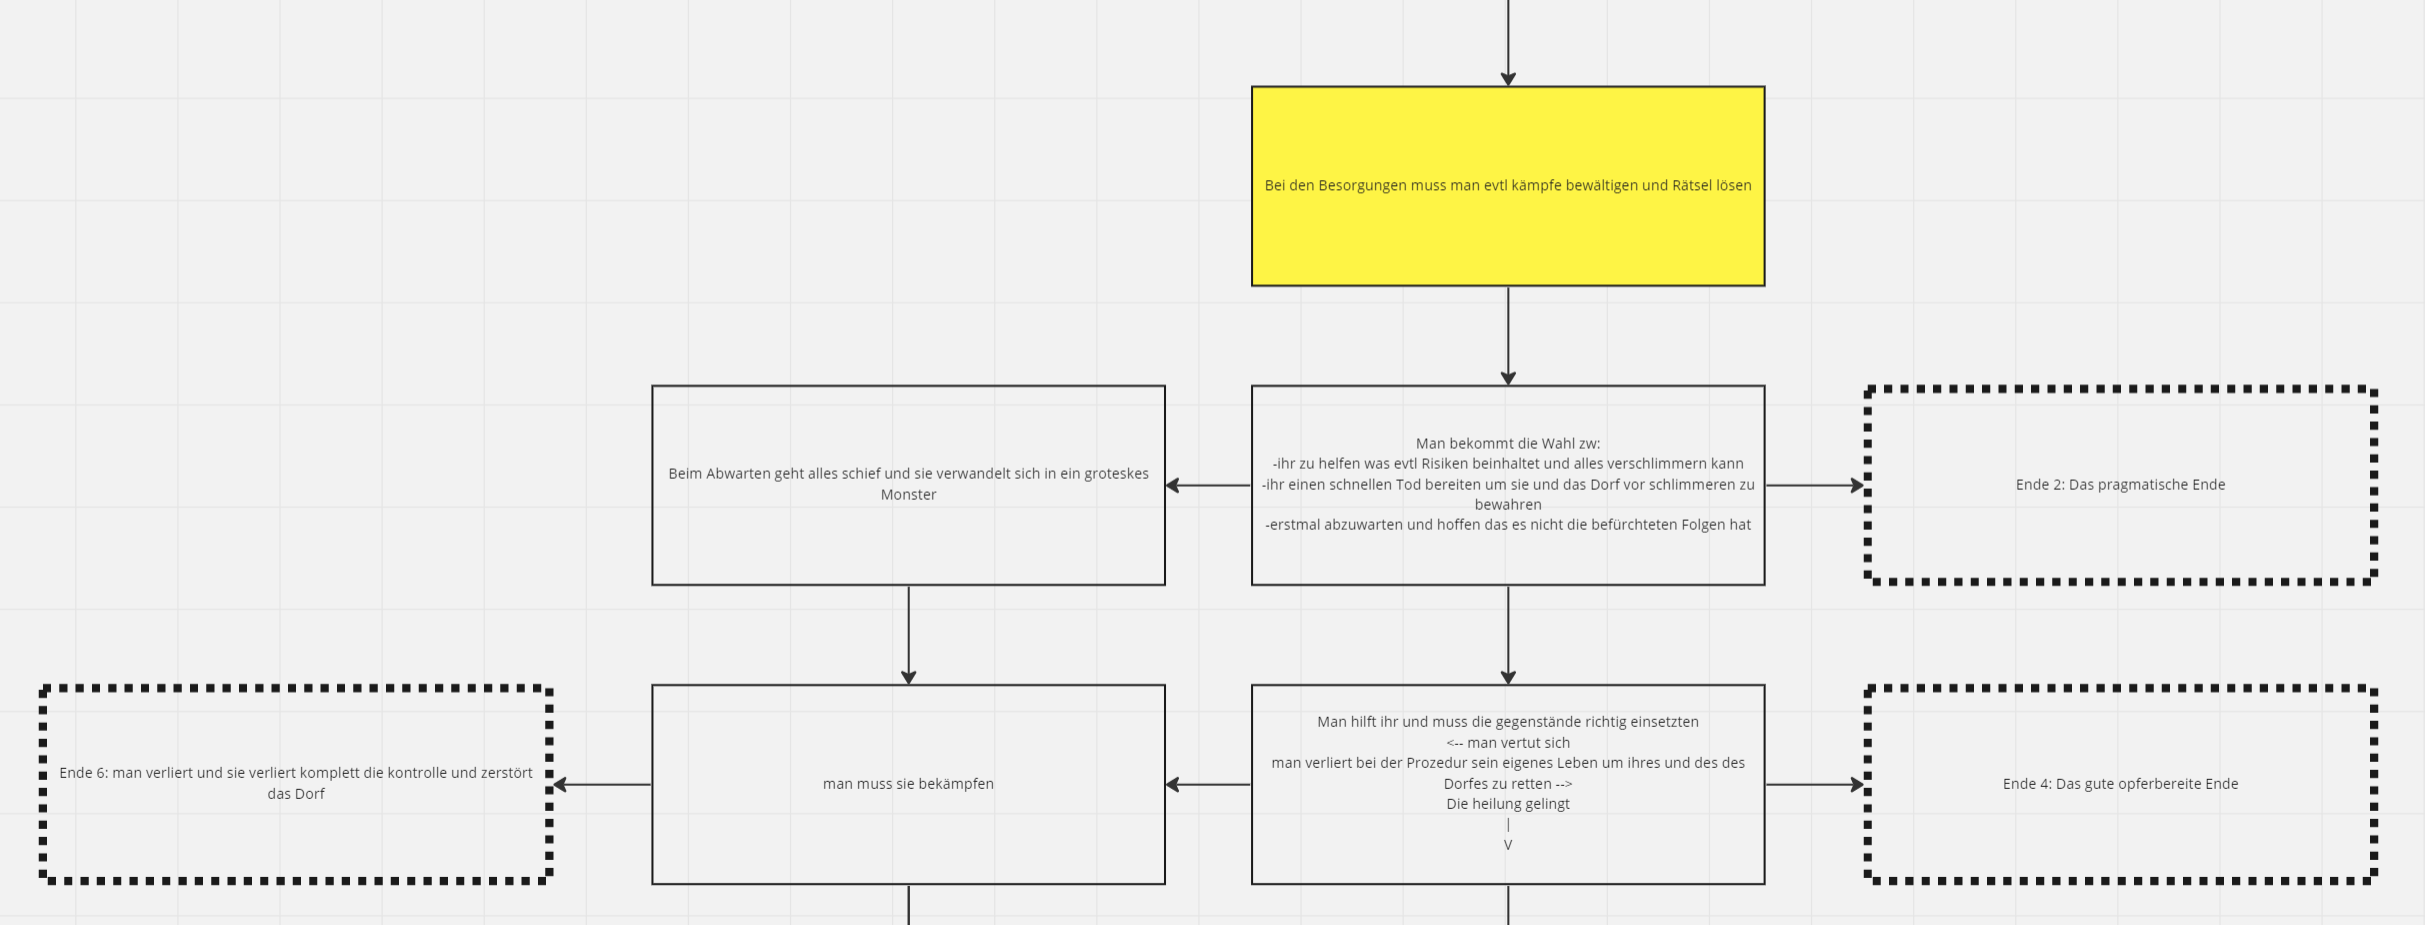 Bei den Besorgungen muss man evtl kämpfe bewältigen und Rätsel lösen
Beim Abwarten geht alles schief und sie verwandelt sich in ein groteskes
Monster
Man bekommt die Wahl zw:
-ihr zu helfen was evtl Risiken beinhaltet und alles verschlimmern kann
-ihr einen schnellen Tod bereiten um sie und das Dorf vor schlimmeren zu
bewahren
-erstmal abzuwarten und hoffen das es nicht die befürchteten Folgen hat
Ende 2: Das pragmatische Ende
Ende 6: man verliert und sie verliert komplett die kontrolle und zerstört
das Dorf
man muss sie bekämpfen
Man hilft ihr und muss die gegenstände richtig einsetzten
<-- man vertut sich
man verliert bei der Prozedur sein eigenes Leben um ihres und des des
Dorfes zu retten -->
Die heilung gelingt
|
V
Ende 4: Das gute opferbereite Ende